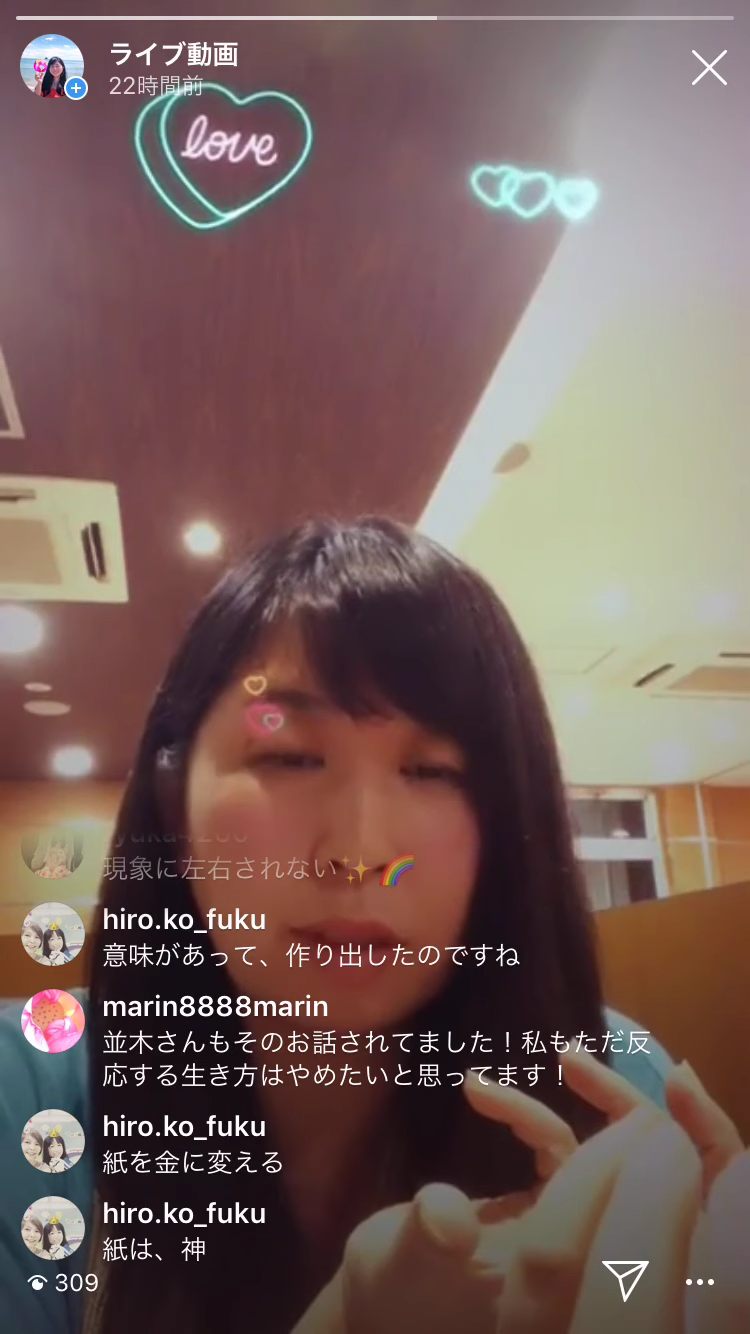 ライブ動画
22時間前
love
現象に左右されない✨🌈
hiro.ko_fuku
意味があって、作り出したのですね
marin8888marin
並木さんもそのお話されてました！私もただ反
応する生き方はやめたいと思ってます！
hiro.ko_fuku
紙を金に変える
hiro.ko_fuku
紙は、神
309